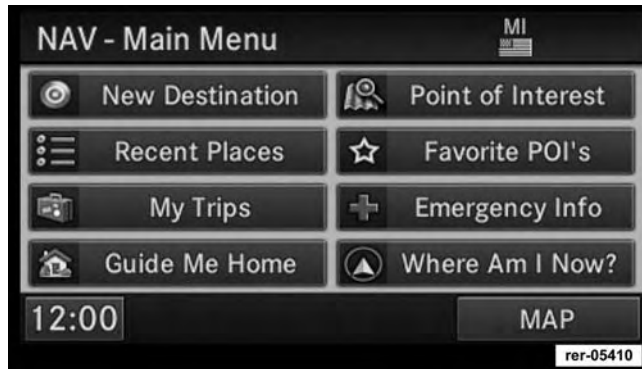 NAV - Main Menu
MI
New Destination
Point of Interest
Recent Places
Favorite POI's
My Trips
Emergency Info
Guide Me Home
Where Am I Now?
12:00
MAP
rer-05410